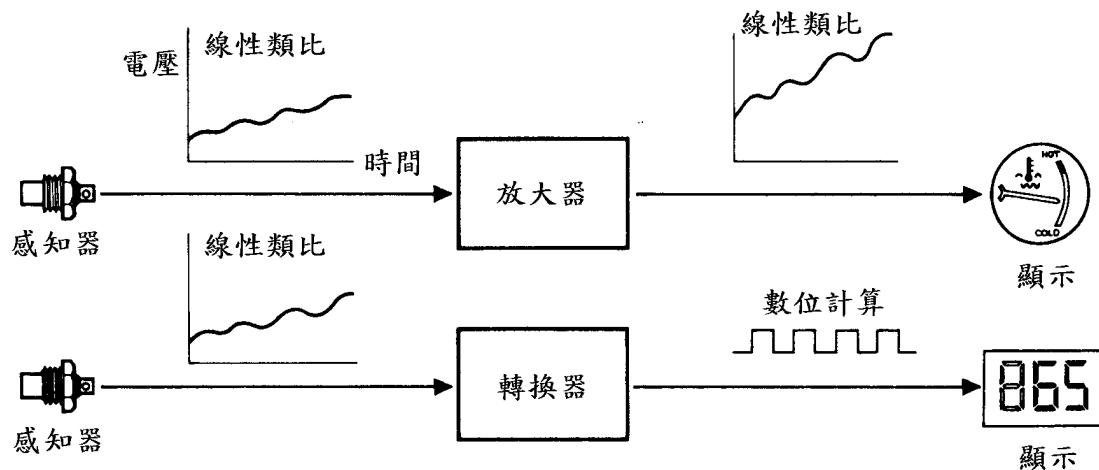 線性類比
電壓
時間
感知器
放大器
線性類比
HOT
COLD
顯示
線性類比
感知器
轉換器
數位計算
865
顯示